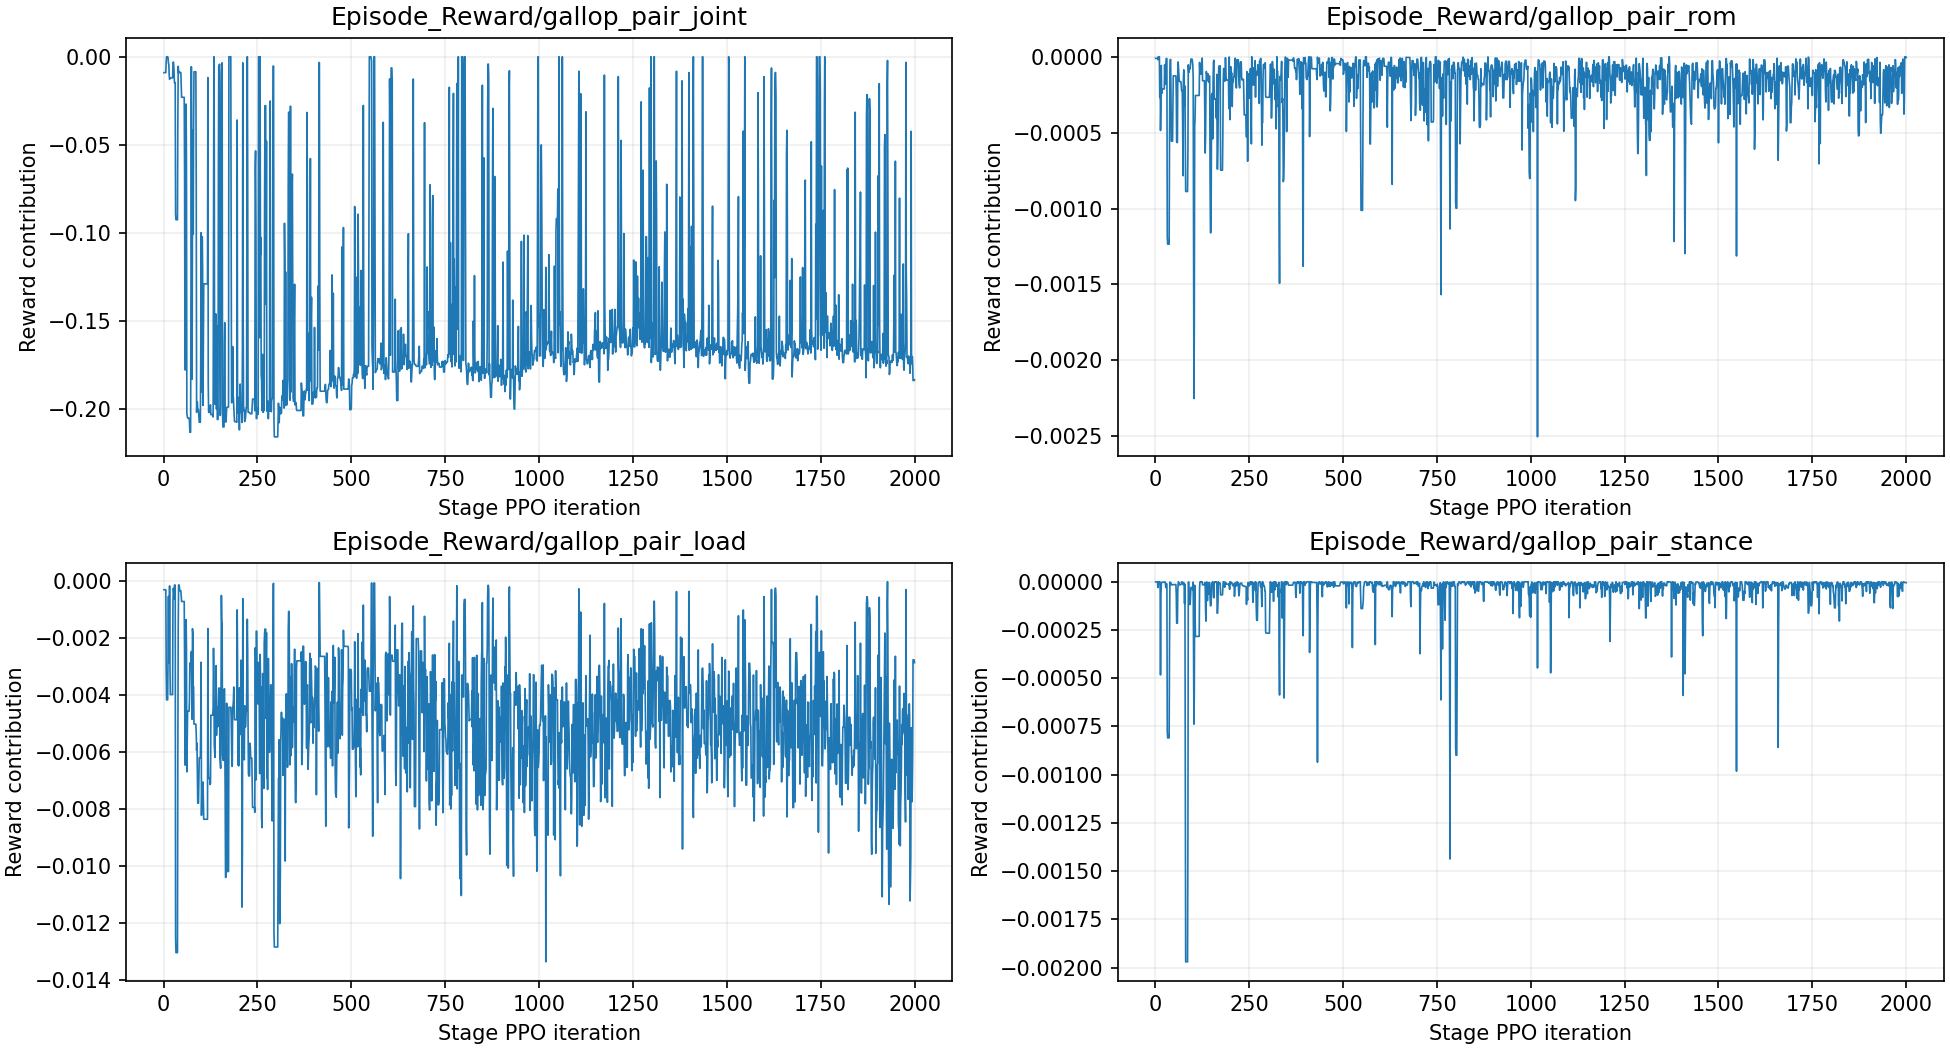 Episode_Reward/gallop_pair_joint
Reward contribution
0.00
−0.05
−0.10
−0.15
−0.20
0 250 500 750 1000 1250 1500 1750 2000
Stage PPO iteration
Episode_Reward/gallop_pair_rom
Reward contribution
0.0000
−0.0005
−0.0010
−0.0015
−0.0020
−0.0025
0 250 500 750 1000 1250 1500 1750 2000
Stage PPO iteration
Episode_Reward/gallop_pair_load
Reward contribution
0.000
−0.002
−0.004
−0.006
−0.008
−0.010
−0.012
−0.014
0 250 500 750 1000 1250 1500 1750 2000
Stage PPO iteration
Episode_Reward/gallop_pair_stance
Reward contribution
0.00000
−0.00025
−0.00050
−0.00075
−0.00100
−0.00125
−0.00150
−0.00175
−0.00200
0 250 500 750 1000 1250 1500 1750 2000
Stage PPO iteration